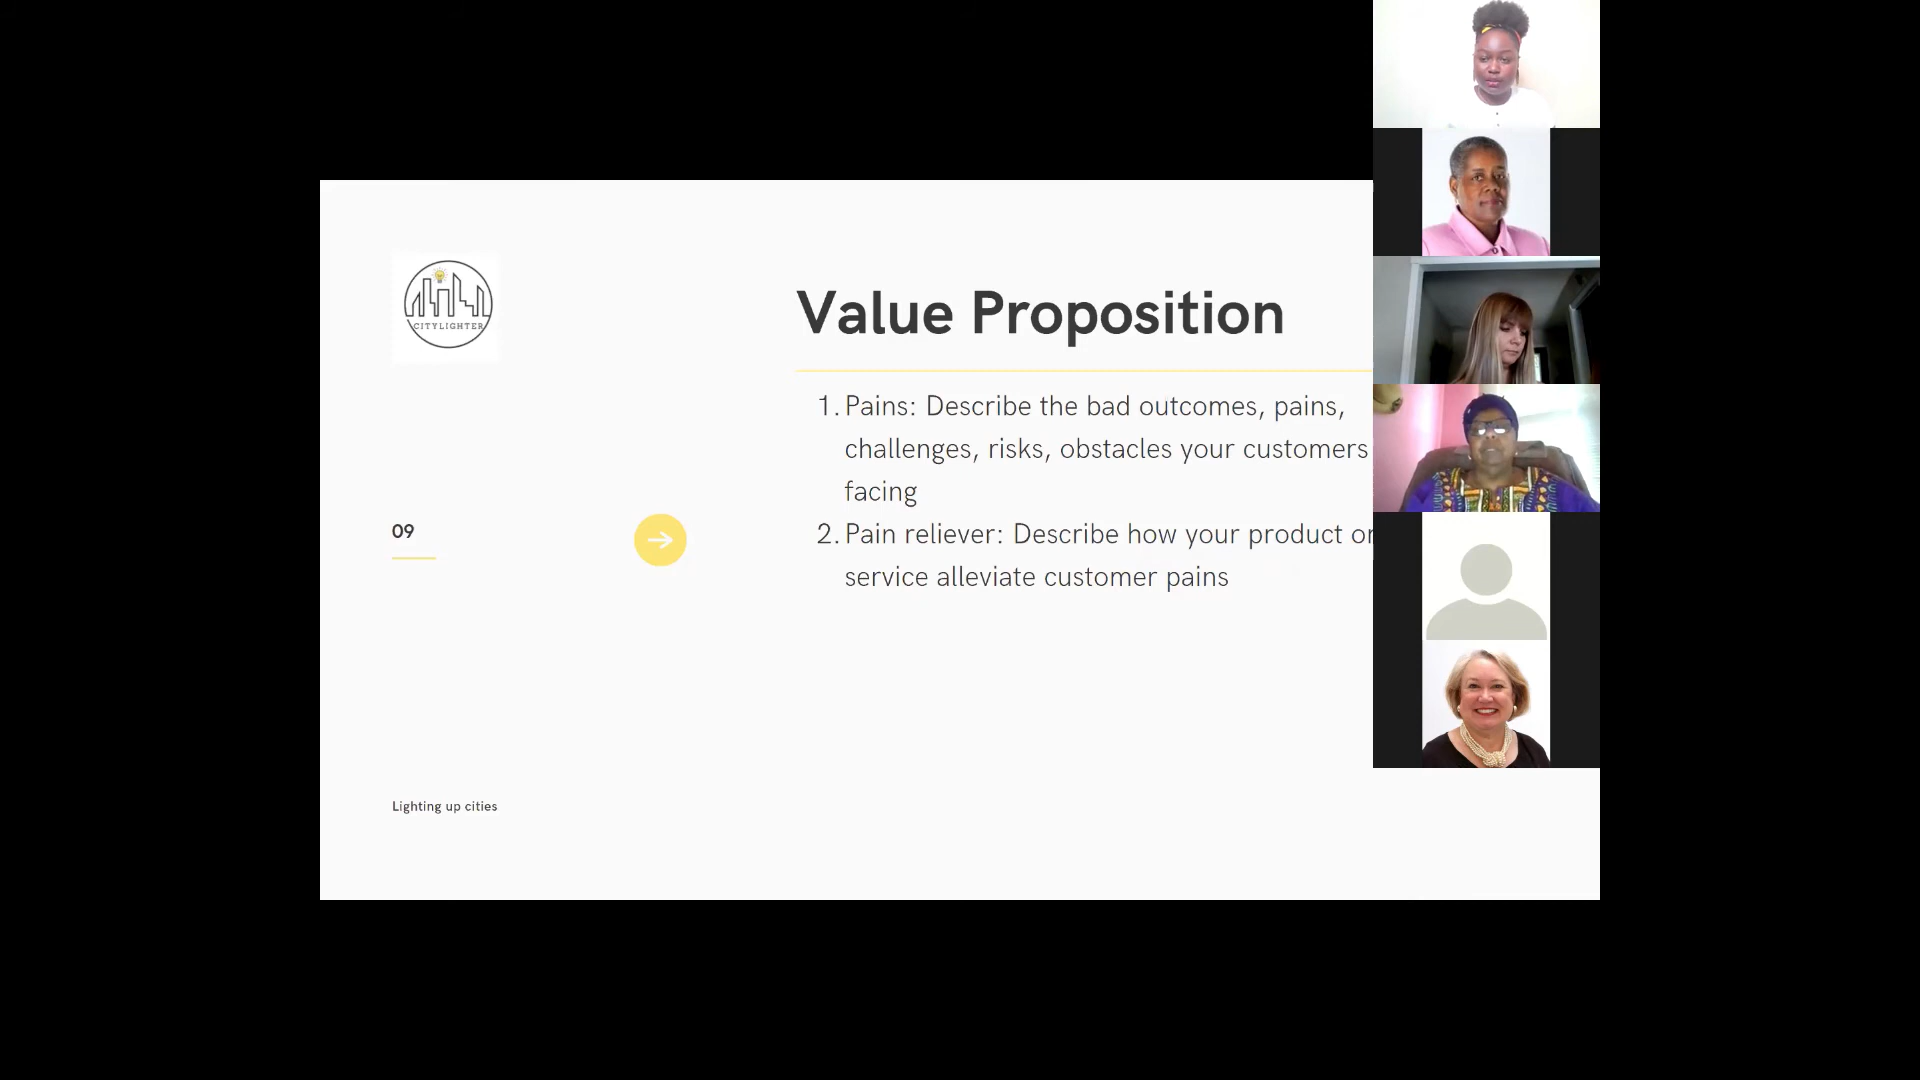 CITYLIGHTER
Value Proposition
1. Pains: Describe the bad outcomes, pains,
challenges, risks, obstacles your customers
facing
2. Pain reliever: Describe how your product or
service alleviate customer pains
09
Lighting up cities